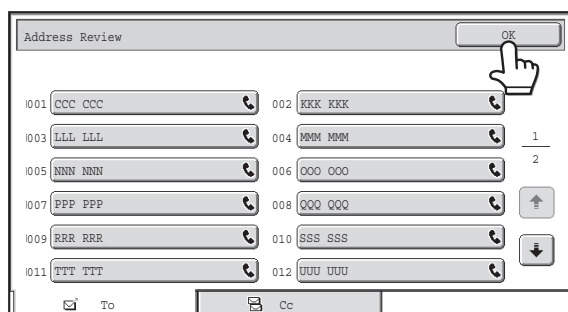 Address Review OK
001 CCC CCC 002 KKK KKK
003 LLL LLL 004 MMM MMM
1
005 NNN NNN 006 OOO OOO
2
007 PPP PPP 008 QQQ QQQ
009 RRR RRR 010 SSS SSS
011 TTT TTT 012 UUU UUU
To Cc